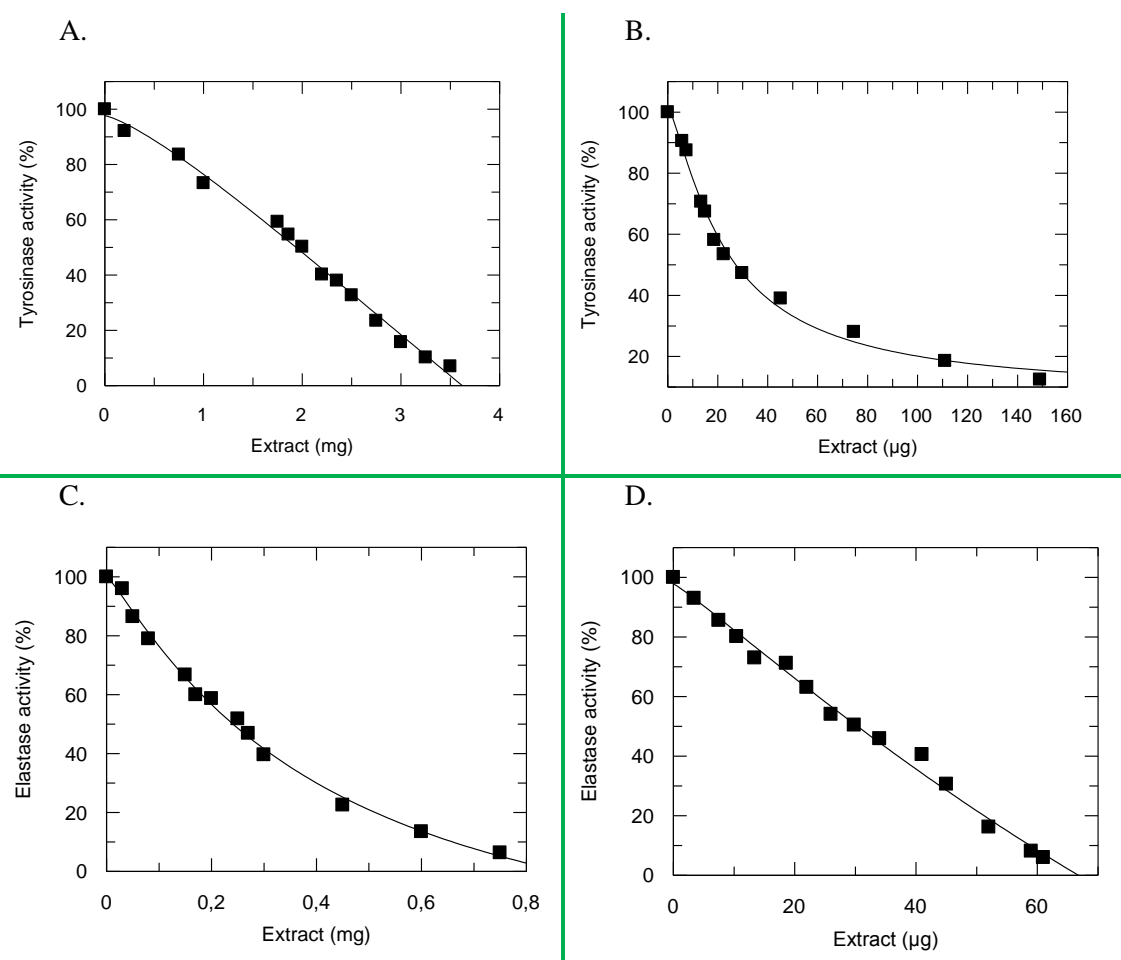 A.
100
80
60
40
20
0
Tyrosinase activity (%)
0 1 2 3 4
Extract (mg)
B.
100
80
60
40
20
Tyrosinase activity (%)
0 20 40 60 80 100 120 140 160
Extract (µg)
C.
100
80
60
40
20
0
Elastase activity (%)
0 0,2 0,4 0,6 0,8
Extract (mg)
D.
100
80
60
40
20
0
Elastase activity (%)
0 20 40 60
Extract (µg)